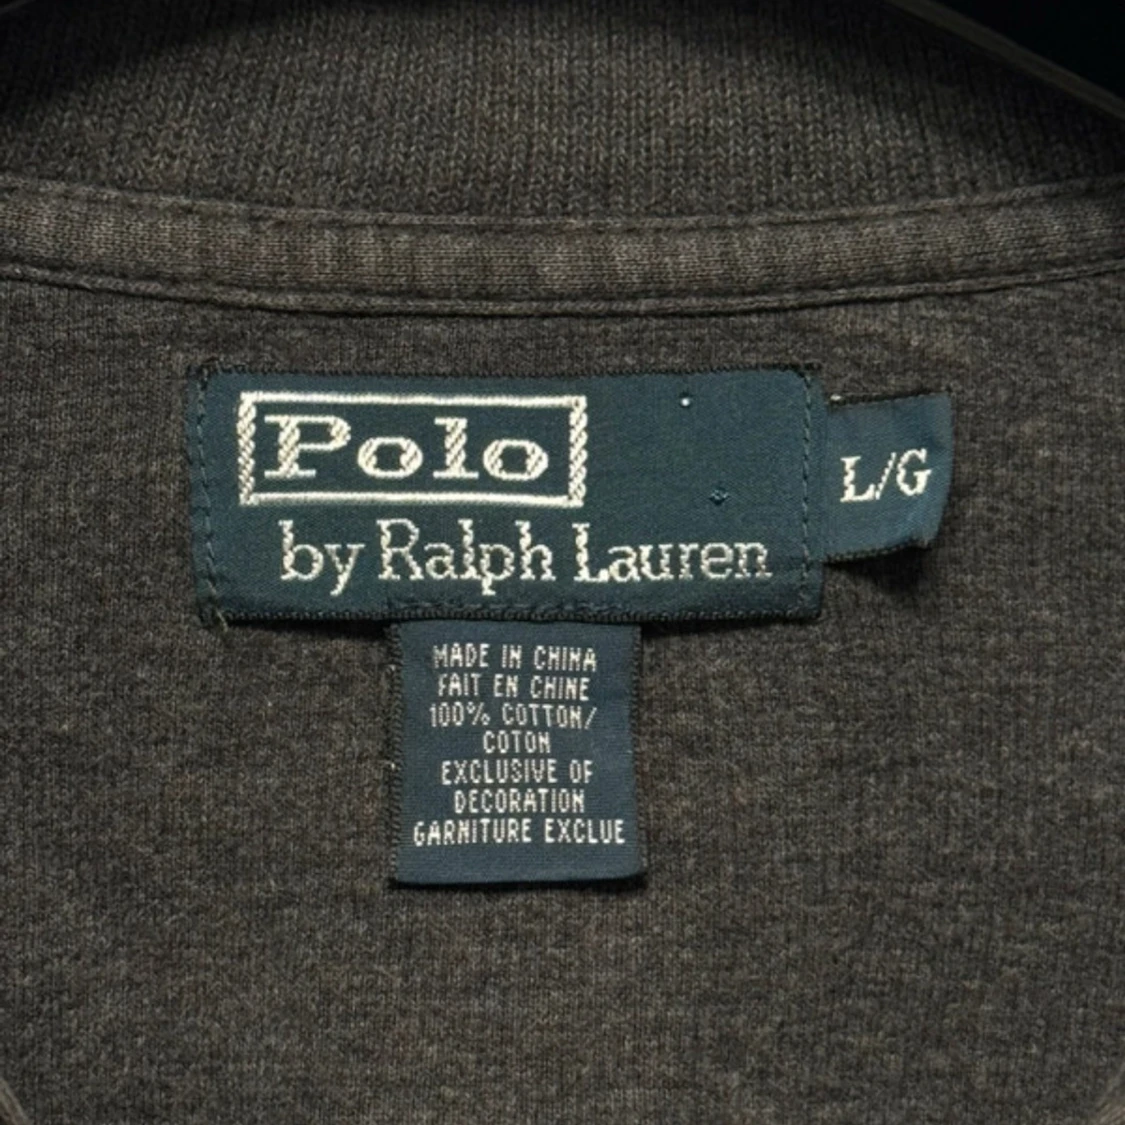 Polo
by Ralph Lauren
L/G
MADE IN CHINA
FAIT EN CHINE
100% COTTON/
COTON
EXCLUSIVE OF
DECORATION
GARNITURE EXCLUE